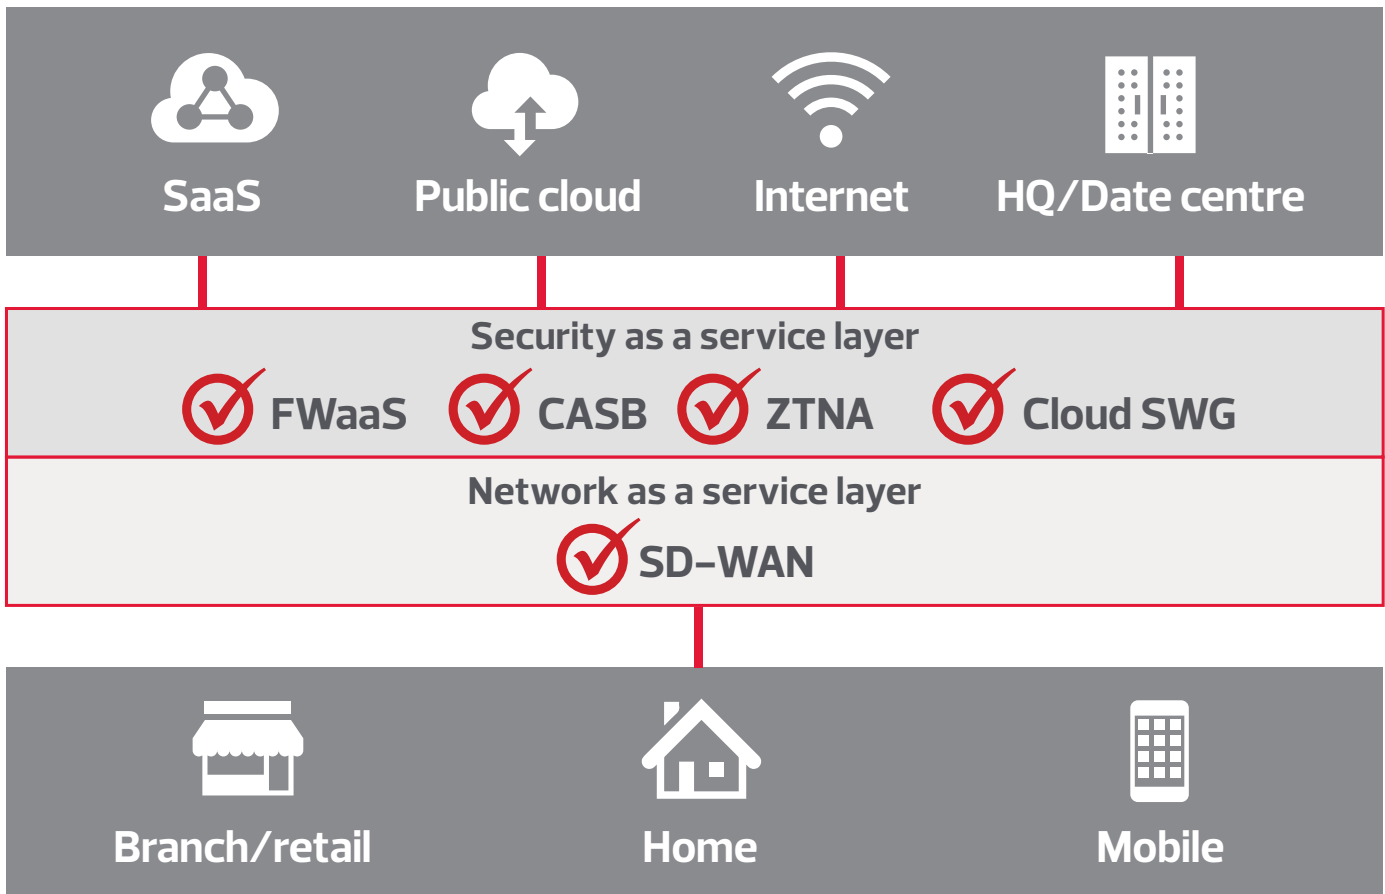 SaaS Public cloud Internet HQ/Date centre
Security as a service layer
FWaaS CASB ZTNA Cloud SWG
Network as a service layer
SD-WAN
Branch/retail Home Mobile